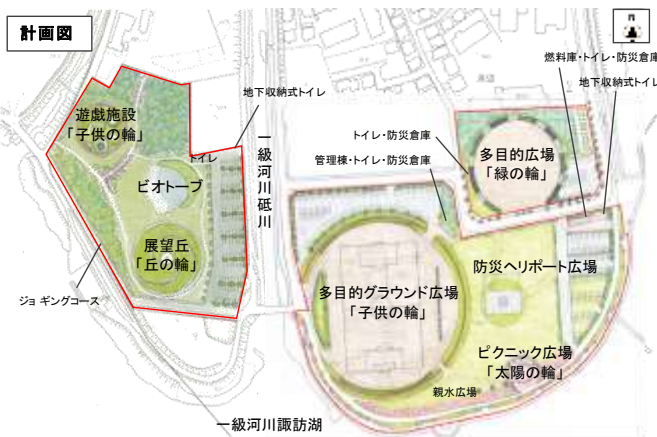 計画図
燃料庫・トイレ・防災倉庫
地下収納式トイレ
地下収納式トイレ
遊戯施設
「子供の輪」
トイレ
一級河川砥川
トイレ・防災倉庫
管理棟・トイレ・防災倉庫
多目的広場
「緑の輪」
ビオトープ
展望丘
「丘の輪」
ジョギングコース
多目的グラウンド広場
「子供の輪」
防災ヘリポート広場
ピクニック広場
「太陽の輪」
親水広場
一級河川諏訪湖